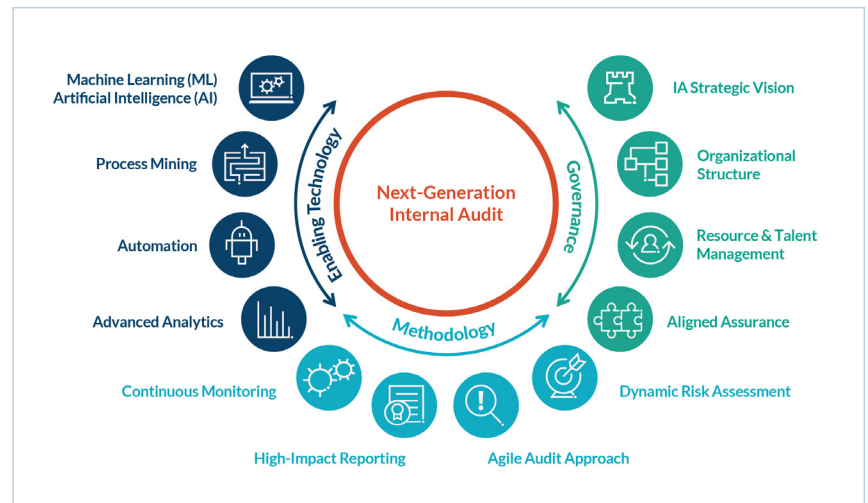 Machine Learning (ML)
Artificial Intelligence (AI)
Process Mining
Automation
Advanced Analytics
Enabling Technology
Next-Generation
Internal Audit
Governance
IA Strategic Vision
Organizational
Structure
Resource & Talent
Management
Aligned Assurance
Methodology
Continuous Monitoring
High-Impact Reporting
Agile Audit Approach
Dynamic Risk Assessment